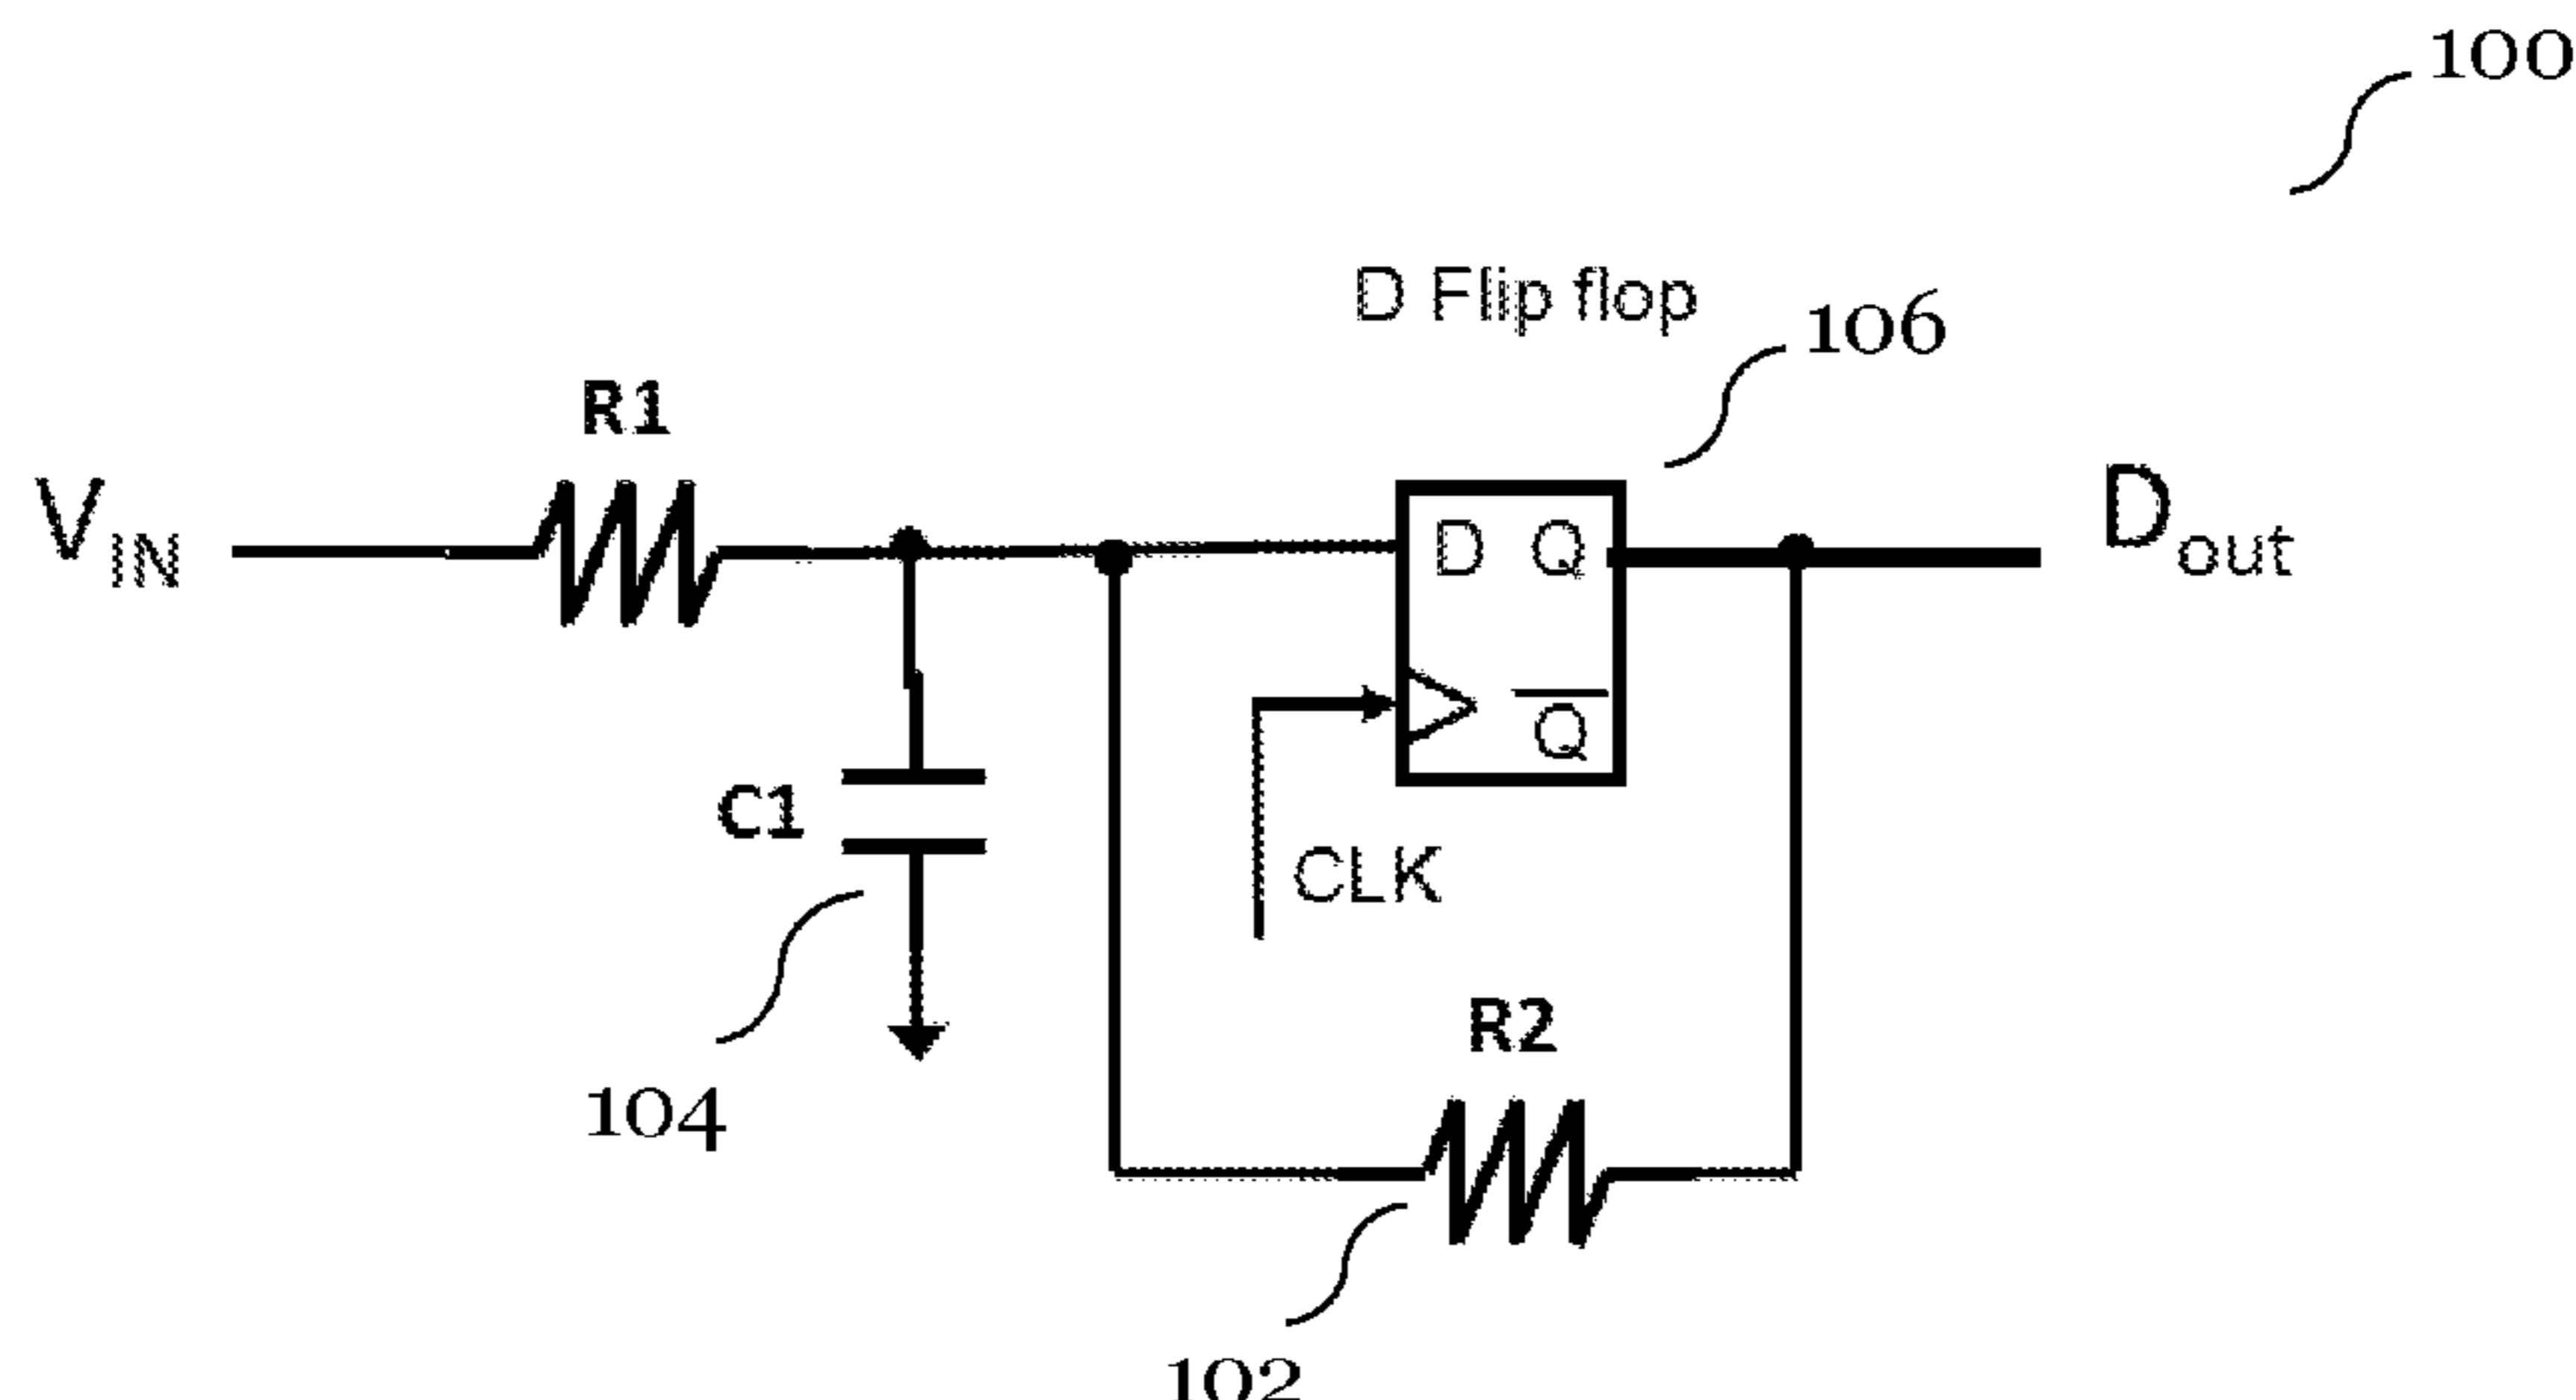 100
D Flip flop
106
R1
V_IN
D Q
D_out
Q̅
C1
CLK
R2
104
102